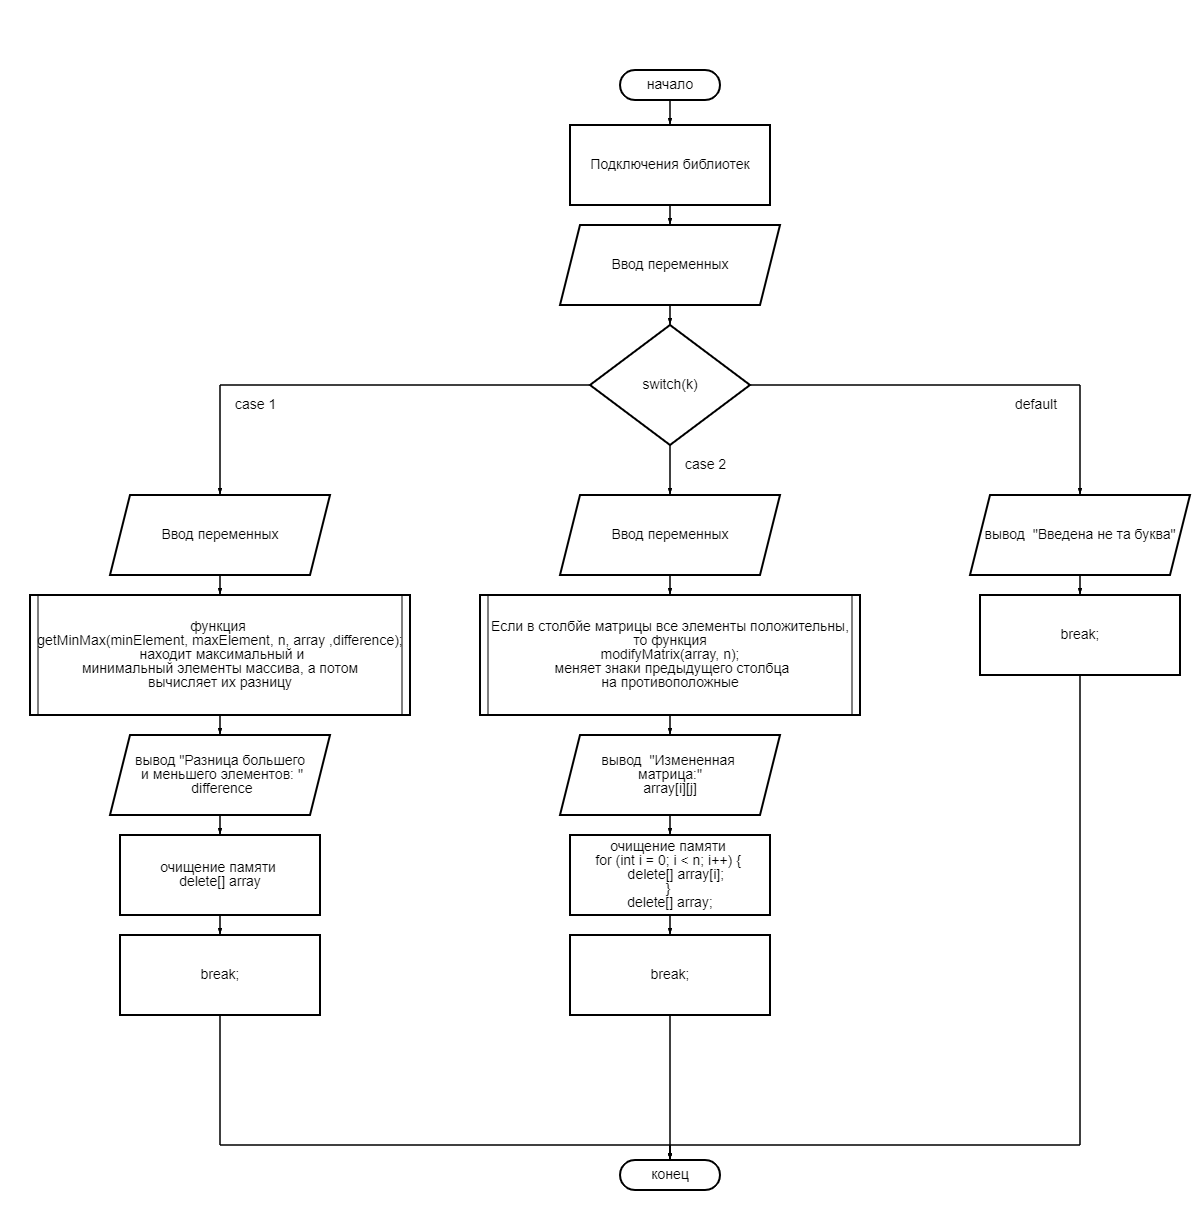 начало
Подключения библиотек
Ввод переменных
switch(k)
case 1
default
case 2
Ввод переменных
Ввод переменных
вывод  "Введена не та буква"
функция
getMinMax(minElement, maxElement, n, array ,difference);
находит максимальный и
минимальный элементы массива, а потом
вычисляет их разницу
Если в столбйе матрицы все элементы положительны,
то функция
modifyMatrix(array, n);
меняет знаки предыдущего столбца
на противоположные
break;
вывод "Разница большего
и меньшего элементов: "
difference
вывод  "Измененная
матрица:"
array[i][j]
очищение памяти
delete[] array
очищение памяти
for (int i = 0; i < n; i++) {
delete[] array[i];
}
delete[] array;
break;
break;
конец